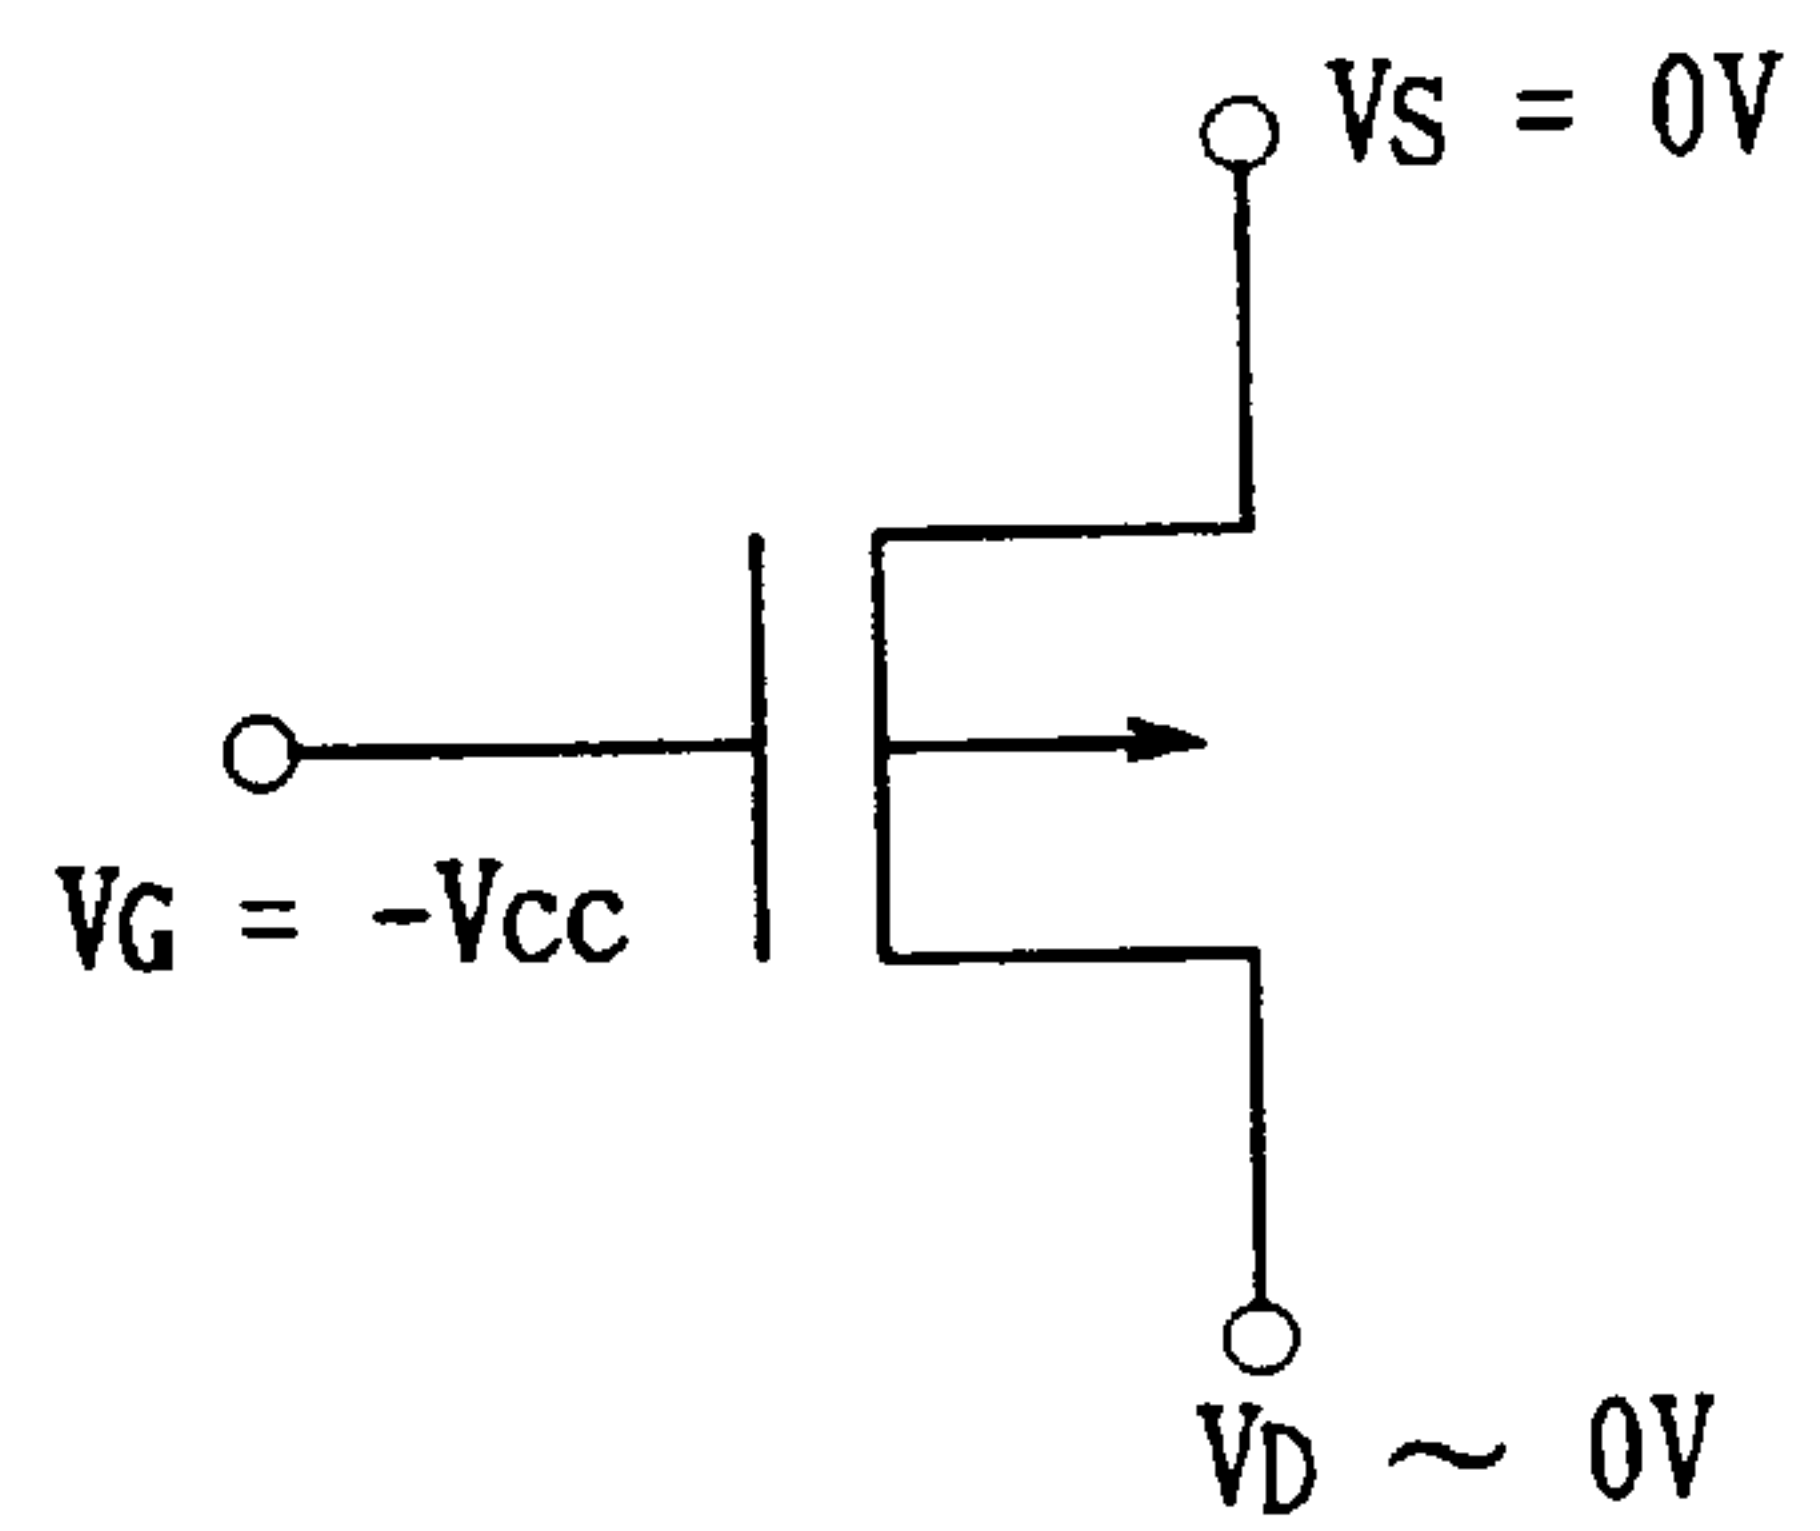 VS = 0V
VG = -VCC
VD ~ 0V